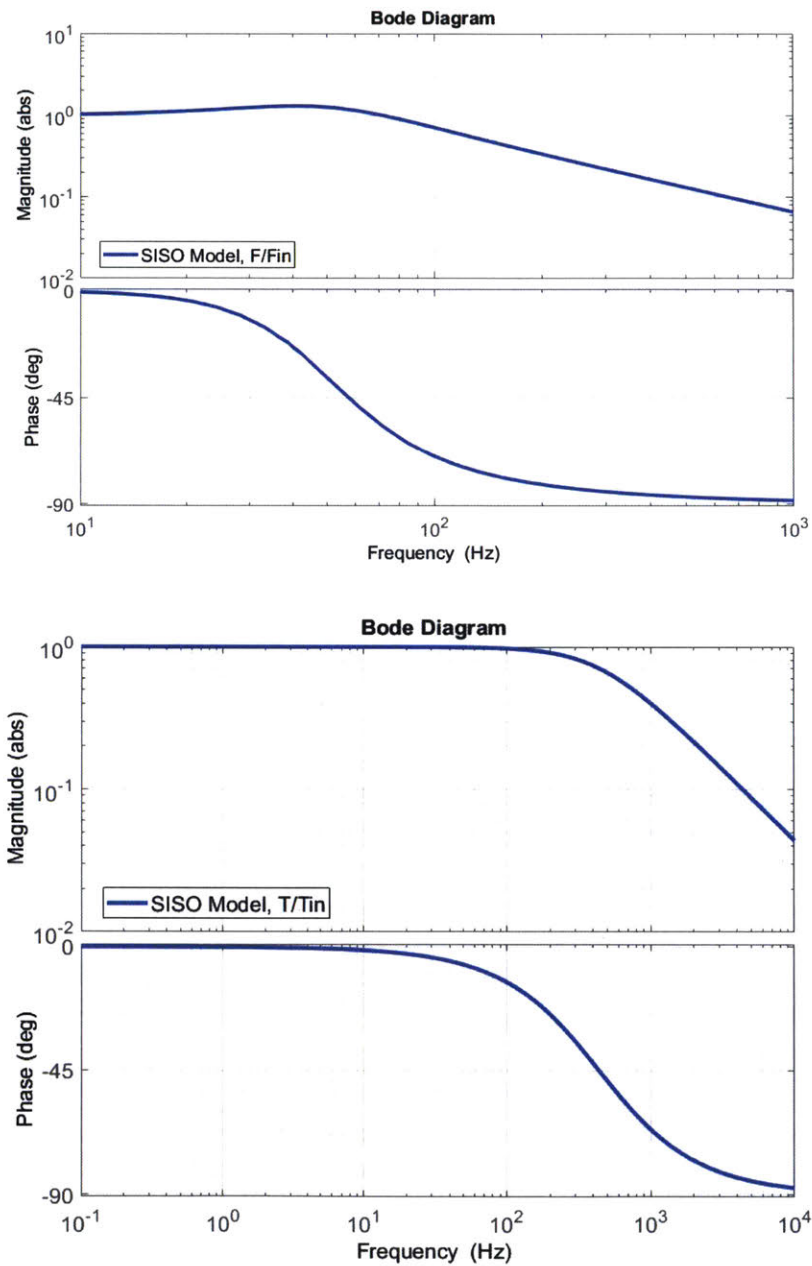 Bode Diagram
Magnitude (abs)
10^1
10^0
10^-1
10^-2
SISO Model, F/Fin
Phase (deg)
0
-45
-90
10^1
10^2
10^3
Frequency (Hz)
Bode Diagram
Magnitude (abs)
10^0
10^-1
10^-2
SISO Model, T/Tin
Phase (deg)
0
-45
-90
10^-1
10^0
10^1
10^2
10^3
10^4
Frequency (Hz)